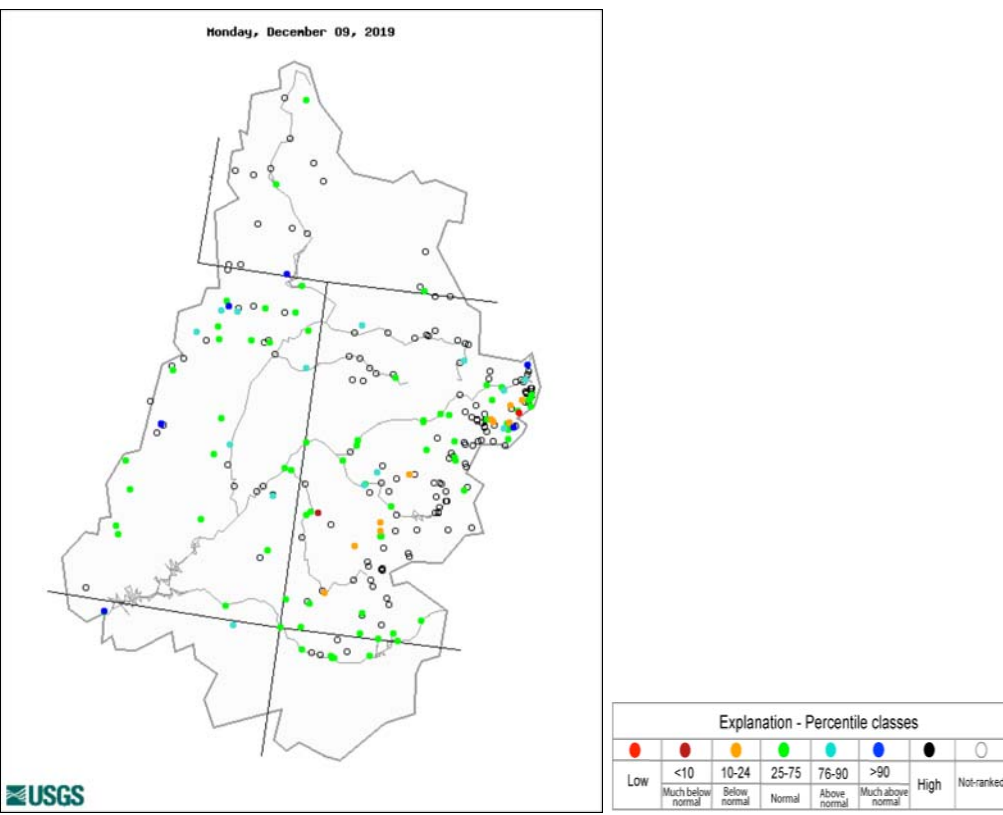 Monday, December 09, 2019
USGS
Explanation - Percentile classes
Low
<10
10-24
25-75
76-90
>90
High
Not-ranked
Much below normal
Below normal
Normal
Above normal
Much above normal